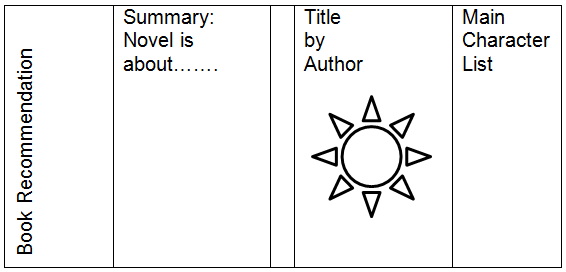 Book Recommendation
Summary:
Novel is
about…….
Title
by
Author
Main
Character
List